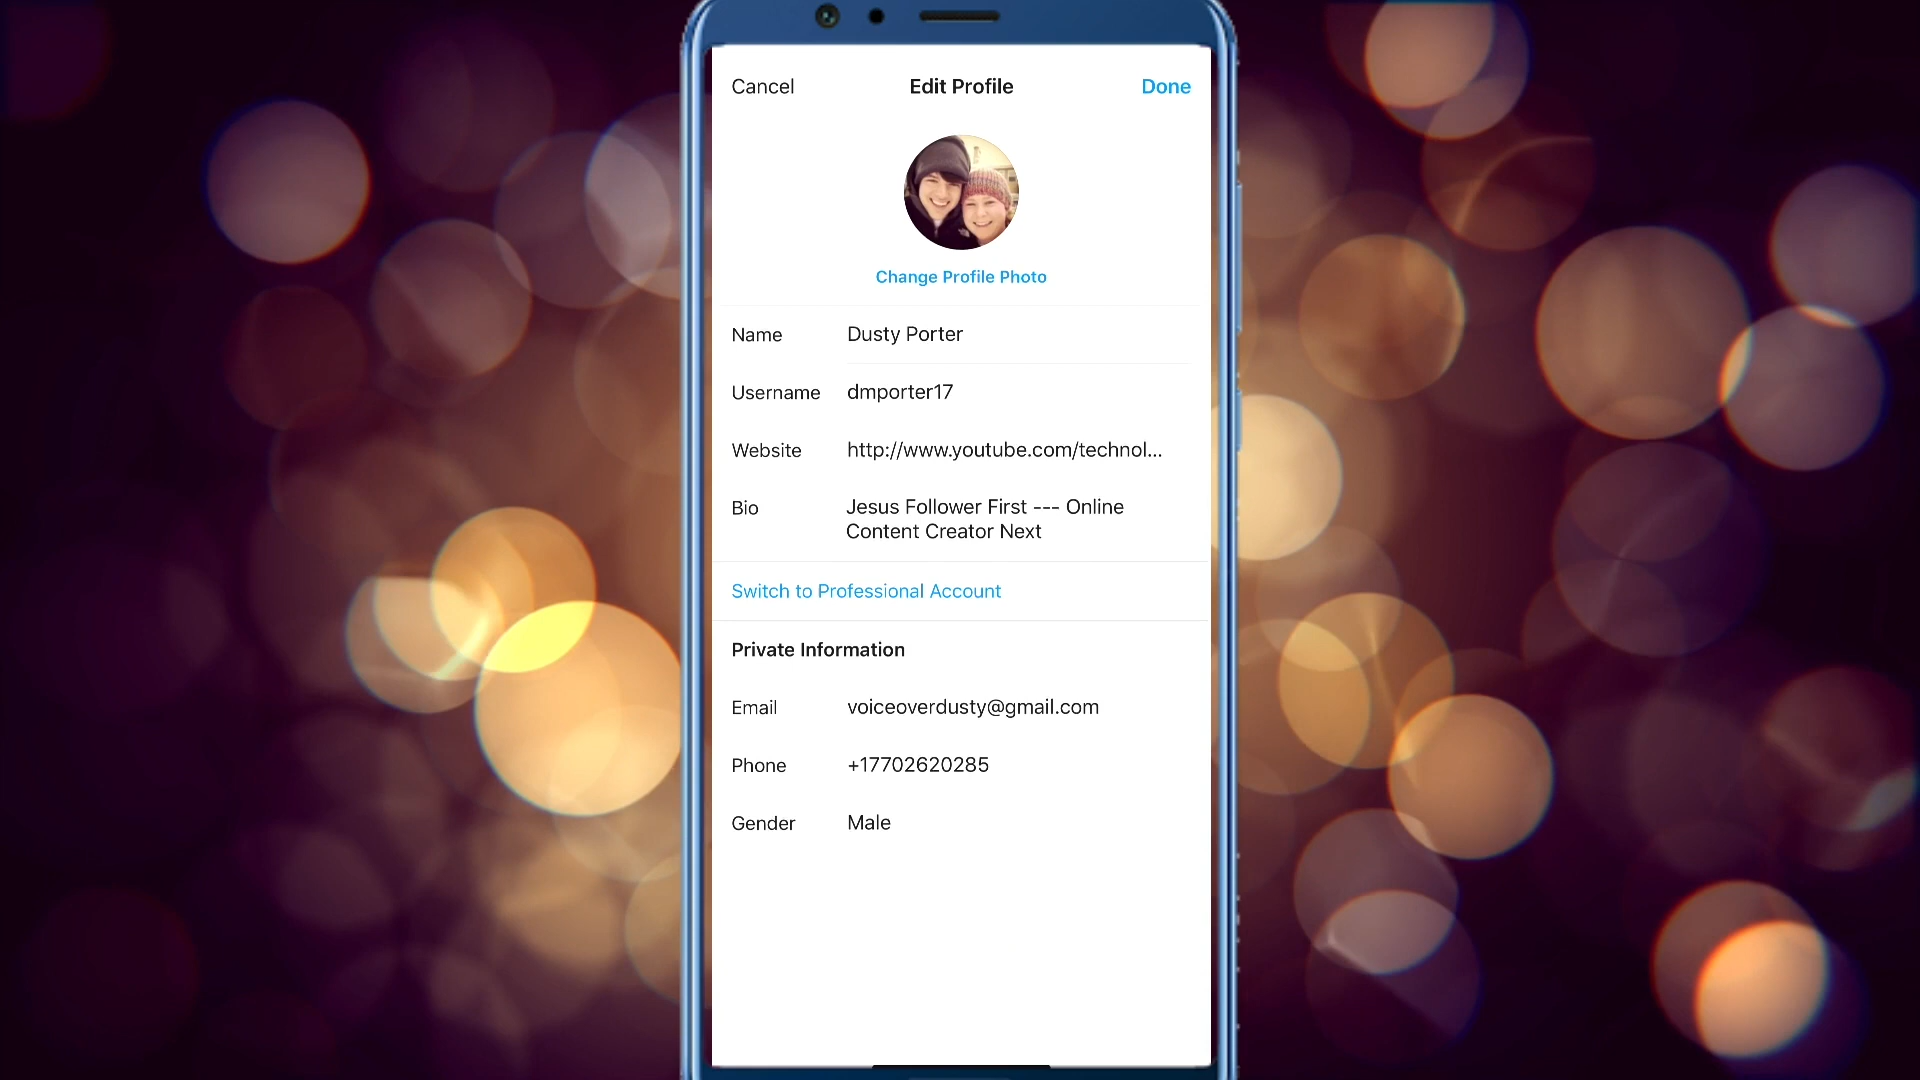 Cancel Edit Profile Done
Change Profile Photo
Name Dusty Porter
Username dmporter17
Website http://www.youtube.com/technol...
Bio Jesus Follower First --- Online
Content Creator Next
Switch to Professional Account
Private Information
Email voiceoverdusty@gmail.com
Phone +17702620285
Gender Male